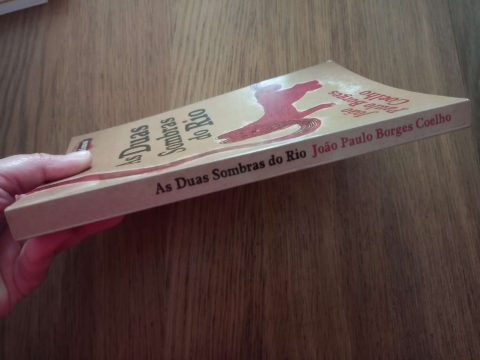 As Duas
Sombras
do Rio
João
Paulo Borges
Coelho
As Duas Sombras do Rio João Paulo Borges Coelho